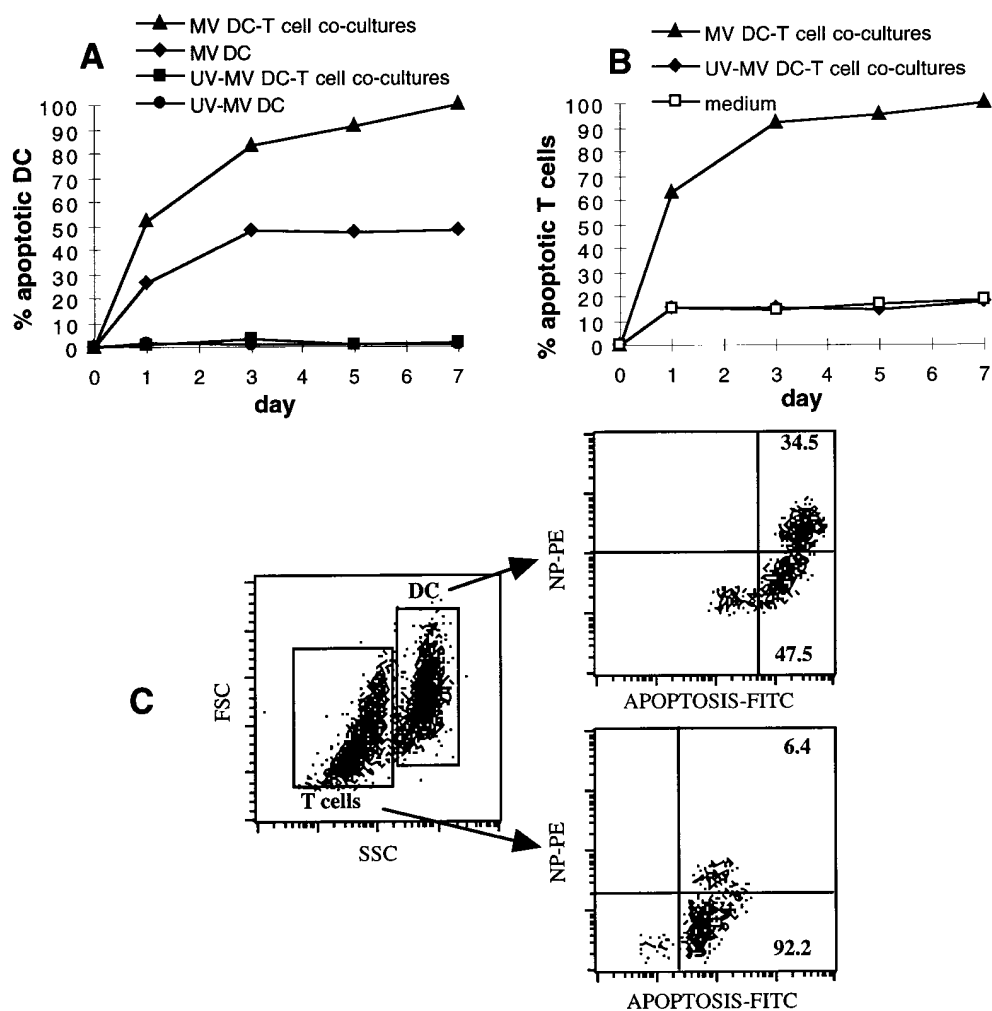 A
MV DC-T cell co-cultures
MV DC
UV-MV DC-T cell co-cultures
UV-MV DC
% apoptotic DC
100
90
80
70
60
50
40
30
20
10
0
0 1 2 3 4 5 6 7
day
B
MV DC-T cell co-cultures
UV-MV DC-T cell co-cultures
medium
% apoptotic T cells
100
90
80
70
60
50
40
30
20
10
0
0 1 2 3 4 5 6 7
day
C
DC
T cells
FSC
SSC
34.5
47.5
NP-PE
APOPTOSIS-FITC
6.4
92.2
NP-PE
APOPTOSIS-FITC